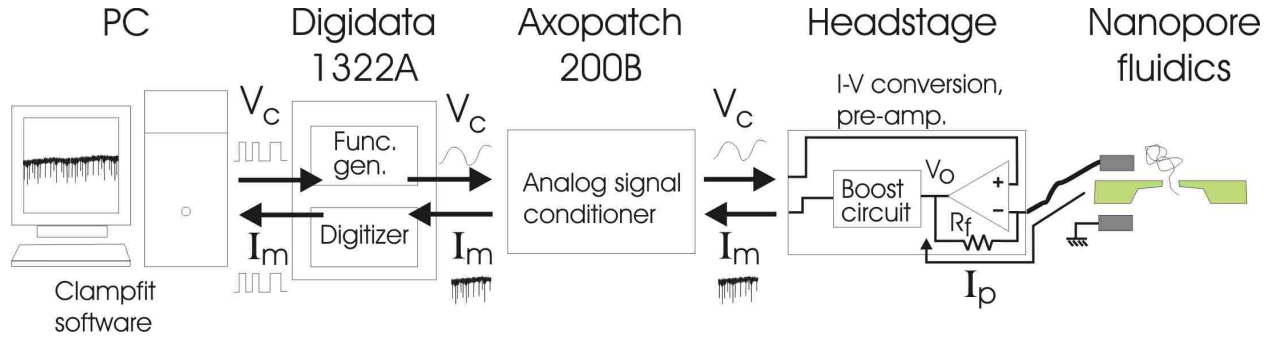 PC
Digidata
1322A
Axopatch
200B
Headstage
Nanopore
fluidics
I-V conversion,
pre-amp.
Vc
Vc
Vc
Func.
gen.
Analog signal
conditioner
Boost
circuit
Vo
+
−
Rf
Digitizer
Im
Im
Im
Ip
Clampfit
software